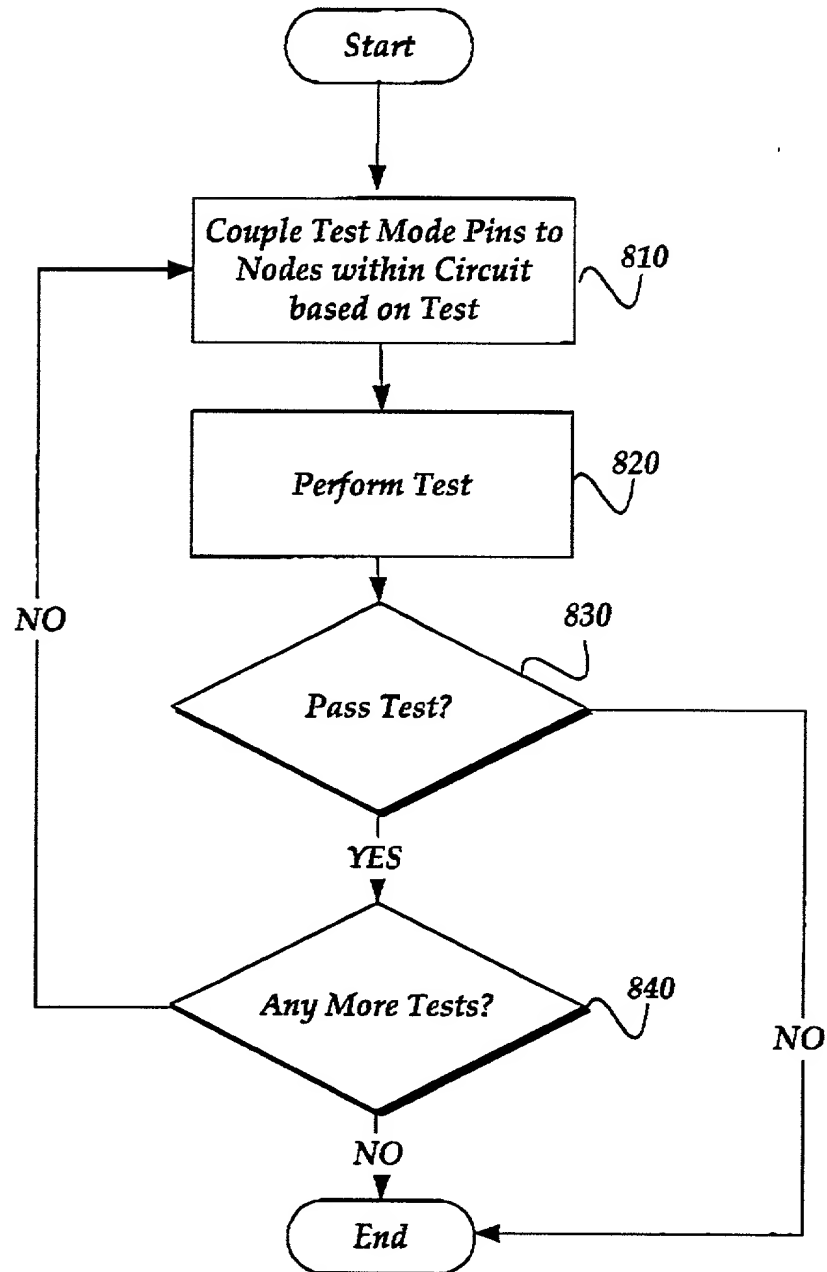 Start
Couple Test Mode Pins to
Nodes within Circuit
based on Test
810
Perform Test
820
NO
830
Pass Test?
YES
Any More Tests?
840
NO
NO
End